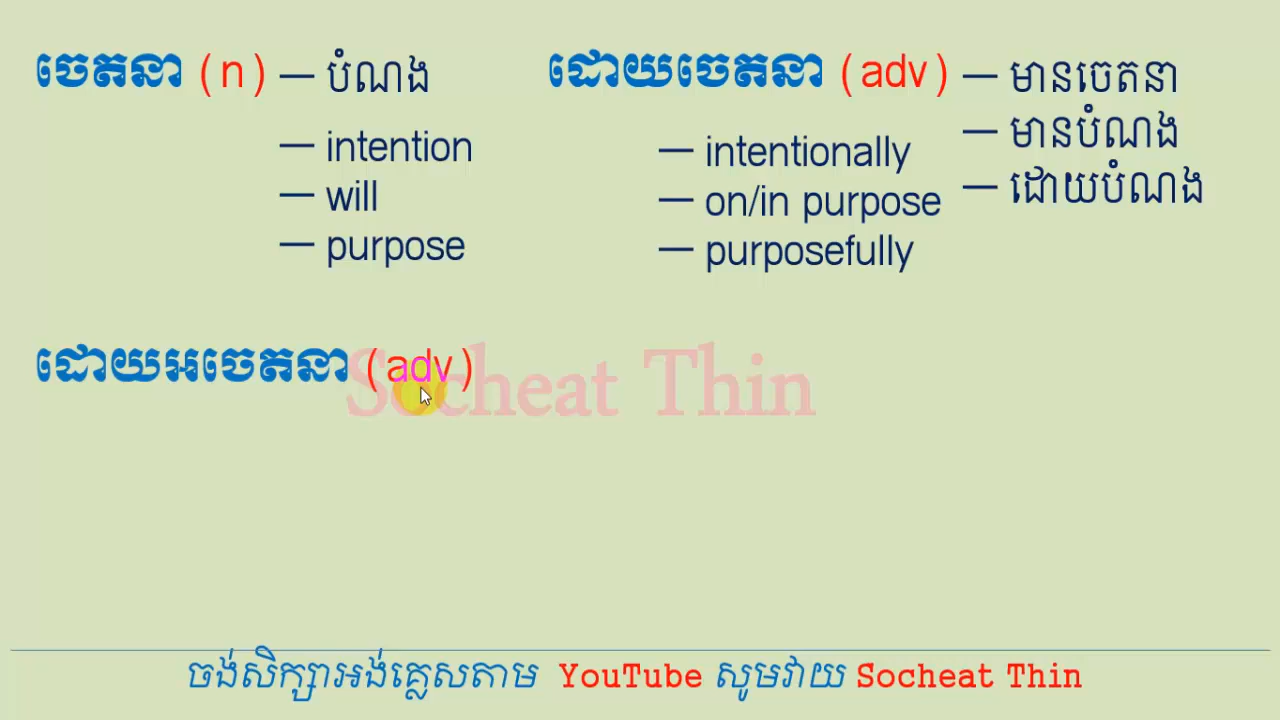 ចេតនា (n) — បំណង
— intention
— will
— purpose
ដោយចេតនា (adv) — មានចេតនា
— មានបំណង
— ដោយបំណង
— intentionally
— on/in purpose
— purposefully
ដោយអចេតនា (adv)
Socheat Thin
ចង់សិក្សាអង់គ្លេសតាម YouTube សូមវាយ Socheat Thin